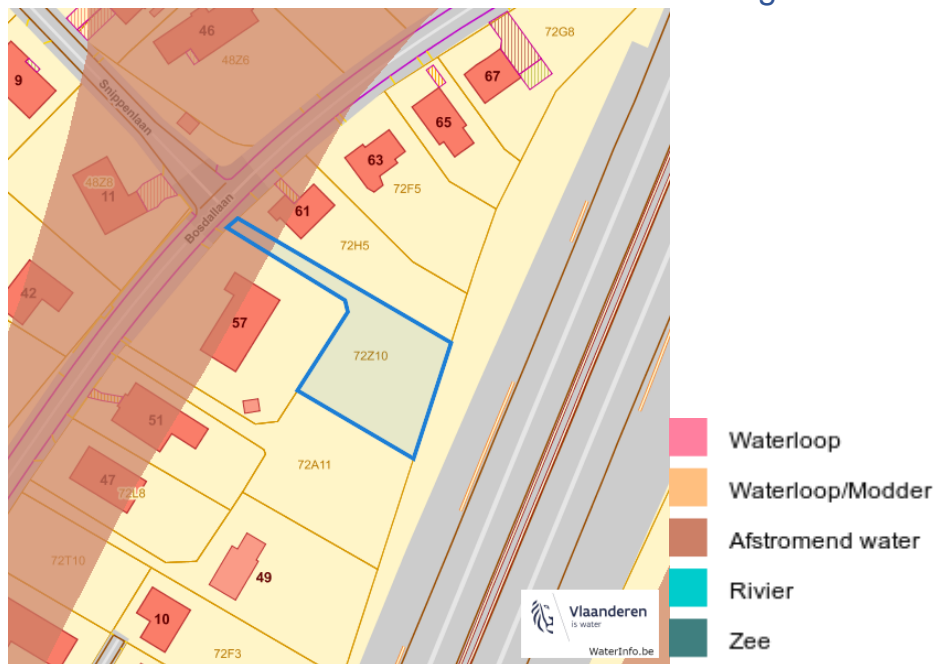 46
72G8
48Z6
67
9
Snippenlaan
65
63
72F5
48Z8
11
61
Bosdallaan
72H5
42
57
72Z10
51
72A11
Waterloop
47
72L8
Waterloop/Modder
Afstromend water
72T10
49
Rivier
10
Vlaanderen
is water
72F3
WaterInfo.be
Zee